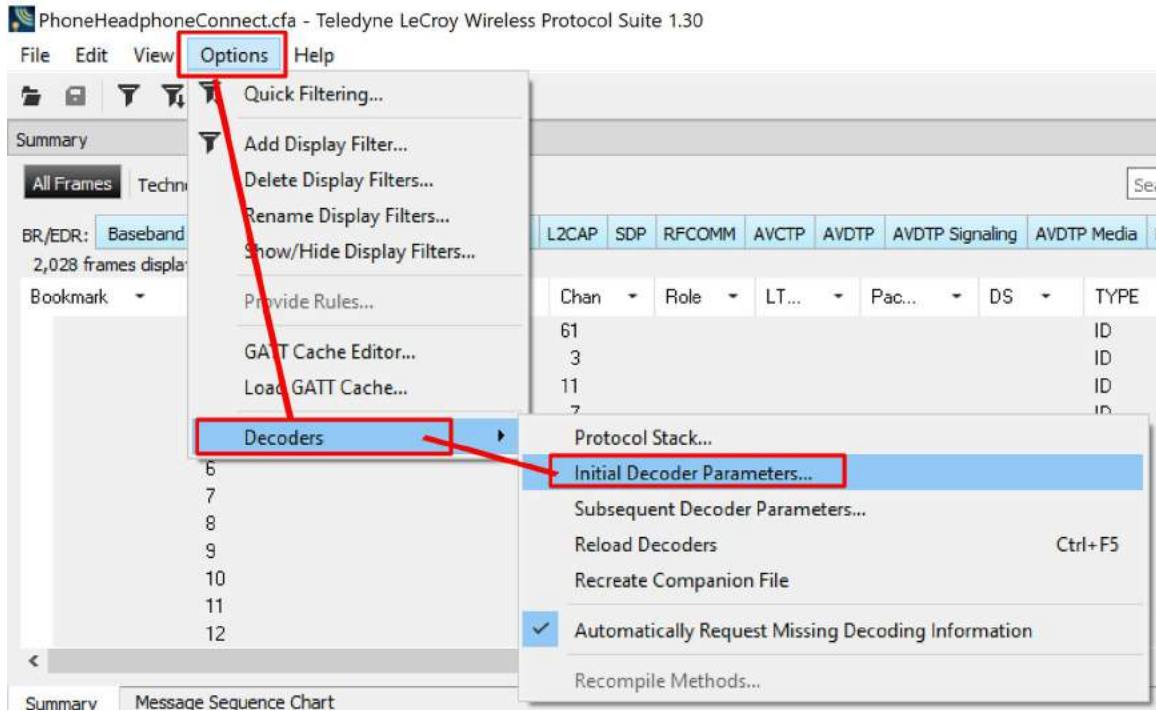 PhoneHeadphoneConnect.cfa - Teledyne LeCroy Wireless Protocol Suite 1.30
File Edit View Options Help
Quick Filtering...
Summary
Add Display Filter...
All Frames
Delete Display Filters...
Rename Display Filters...
BR/EDR: Baseband L2CAP SDP RFCOMM AVCTP AVDTP AVDTP Signaling AVDTP Media
Show/Hide Display Filters...
2,028 frames
Bookmark Chan Role LT... Pac... DS TYPE
Provide Rules...
61 ID
GATT Cache Editor...
3 ID
Load GATT Cache...
11 ID
7 ID
Decoders
Protocol Stack...
6
Initial Decoder Parameters...
7
Subsequent Decoder Parameters...
8
9
Reload Decoders Ctrl+F5
10
Recreate Companion File
11
12
Automatically Request Missing Decoding Information
Recompile Methods...
Summary Message Sequence Chart